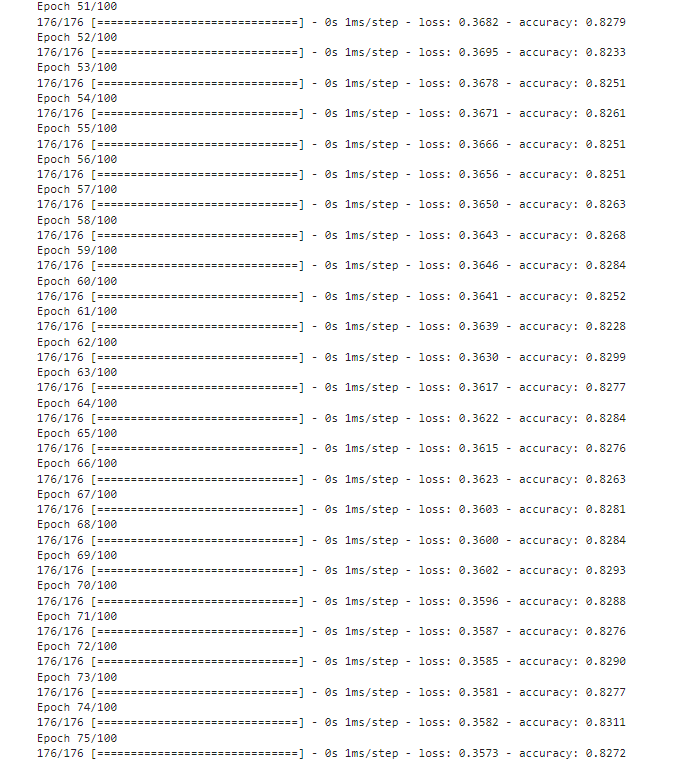 Epoch 51/100
176/176 [==============================] - 0s 1ms/step - loss: 0.3682 - accuracy: 0.8279
Epoch 52/100
176/176 [==============================] - 0s 1ms/step - loss: 0.3695 - accuracy: 0.8233
Epoch 53/100
176/176 [==============================] - 0s 1ms/step - loss: 0.3678 - accuracy: 0.8251
Epoch 54/100
176/176 [==============================] - 0s 1ms/step - loss: 0.3671 - accuracy: 0.8261
Epoch 55/100
176/176 [==============================] - 0s 1ms/step - loss: 0.3666 - accuracy: 0.8251
Epoch 56/100
176/176 [==============================] - 0s 1ms/step - loss: 0.3656 - accuracy: 0.8251
Epoch 57/100
176/176 [==============================] - 0s 1ms/step - loss: 0.3650 - accuracy: 0.8263
Epoch 58/100
176/176 [==============================] - 0s 1ms/step - loss: 0.3643 - accuracy: 0.8268
Epoch 59/100
176/176 [==============================] - 0s 1ms/step - loss: 0.3646 - accuracy: 0.8284
Epoch 60/100
176/176 [==============================] - 0s 1ms/step - loss: 0.3641 - accuracy: 0.8252
Epoch 61/100
176/176 [==============================] - 0s 1ms/step - loss: 0.3639 - accuracy: 0.8228
Epoch 62/100
176/176 [==============================] - 0s 1ms/step - loss: 0.3630 - accuracy: 0.8299
Epoch 63/100
176/176 [==============================] - 0s 1ms/step - loss: 0.3617 - accuracy: 0.8277
Epoch 64/100
176/176 [==============================] - 0s 1ms/step - loss: 0.3622 - accuracy: 0.8284
Epoch 65/100
176/176 [==============================] - 0s 1ms/step - loss: 0.3615 - accuracy: 0.8276
Epoch 66/100
176/176 [==============================] - 0s 1ms/step - loss: 0.3623 - accuracy: 0.8263
Epoch 67/100
176/176 [==============================] - 0s 1ms/step - loss: 0.3603 - accuracy: 0.8281
Epoch 68/100
176/176 [==============================] - 0s 1ms/step - loss: 0.3600 - accuracy: 0.8284
Epoch 69/100
176/176 [==============================] - 0s 1ms/step - loss: 0.3602 - accuracy: 0.8293
Epoch 70/100
176/176 [==============================] - 0s 1ms/step - loss: 0.3596 - accuracy: 0.8288
Epoch 71/100
176/176 [==============================] - 0s 1ms/step - loss: 0.3587 - accuracy: 0.8276
Epoch 72/100
176/176 [==============================] - 0s 1ms/step - loss: 0.3585 - accuracy: 0.8290
Epoch 73/100
176/176 [==============================] - 0s 1ms/step - loss: 0.3581 - accuracy: 0.8277
Epoch 74/100
176/176 [==============================] - 0s 1ms/step - loss: 0.3582 - accuracy: 0.8311
Epoch 75/100
176/176 [==============================] - 0s 1ms/step - loss: 0.3573 - accuracy: 0.8272